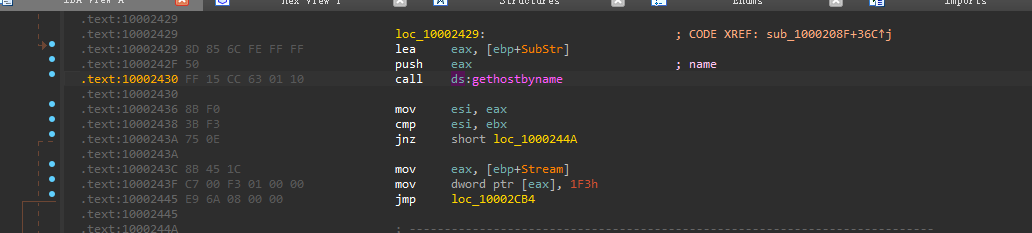 IDA View A Hex View 1 Structures Enums Imports
.text:10002429
.text:10002429 loc_10002429: ; CODE XREF: sub_1000208F+36C↑j
.text:10002429 8D 85 6C FE FF FF lea eax, [ebp+SubStr]
.text:1000242F 50 push eax ; name
.text:10002430 FF 15 CC 63 01 10 call ds:gethostbyname
.text:10002430
.text:10002436 8B F0 mov esi, eax
.text:10002438 3B F3 cmp esi, ebx
.text:1000243A 75 0E jnz short loc_1000244A
.text:1000243A
.text:1000243C 8B 45 1C mov eax, [ebp+Stream]
.text:1000243F C7 00 F3 01 00 00 mov dword ptr [eax], 1F3h
.text:10002445 E9 6A 08 00 00 jmp loc_10002CB4
.text:10002445
.text:1000244A ; ---------------------------------------------------------------------------